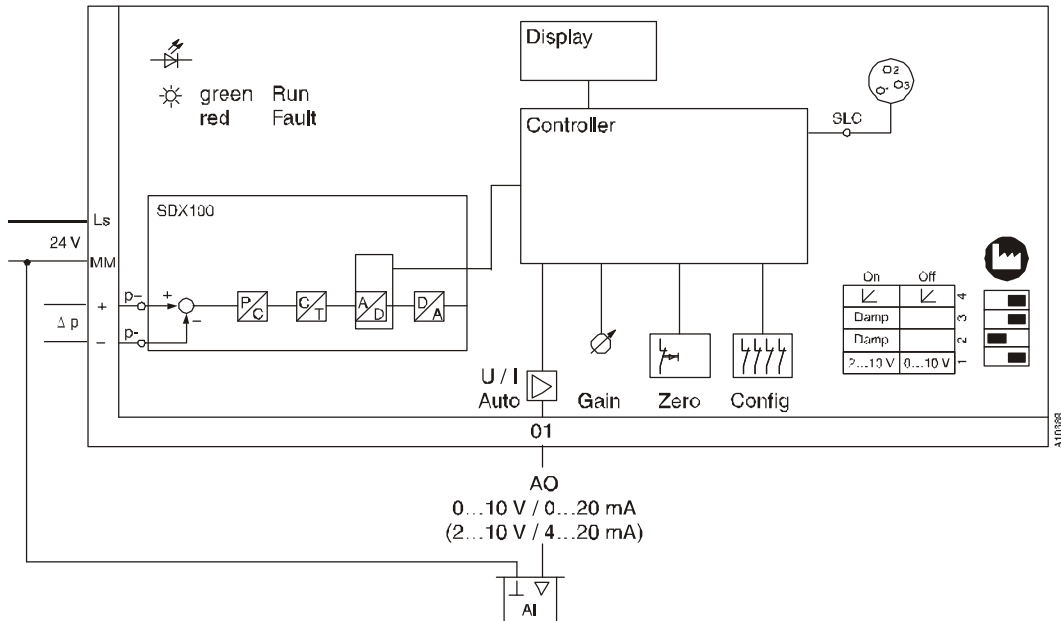 Display
green Run
red Fault
Controller
2
3
SLC
SDX100
Ls
24 V
MM
+
Δ p
−
p−
p-
+
−
P C
C T
A D
D A
U / I
Auto
Gain
Zero
Config
On Off
4
Damp 3
Damp 2
2...10 V 0...10 V 1
01
AO
0...10 V / 0...20 mA
(2...10 V / 4...20 mA)
AI